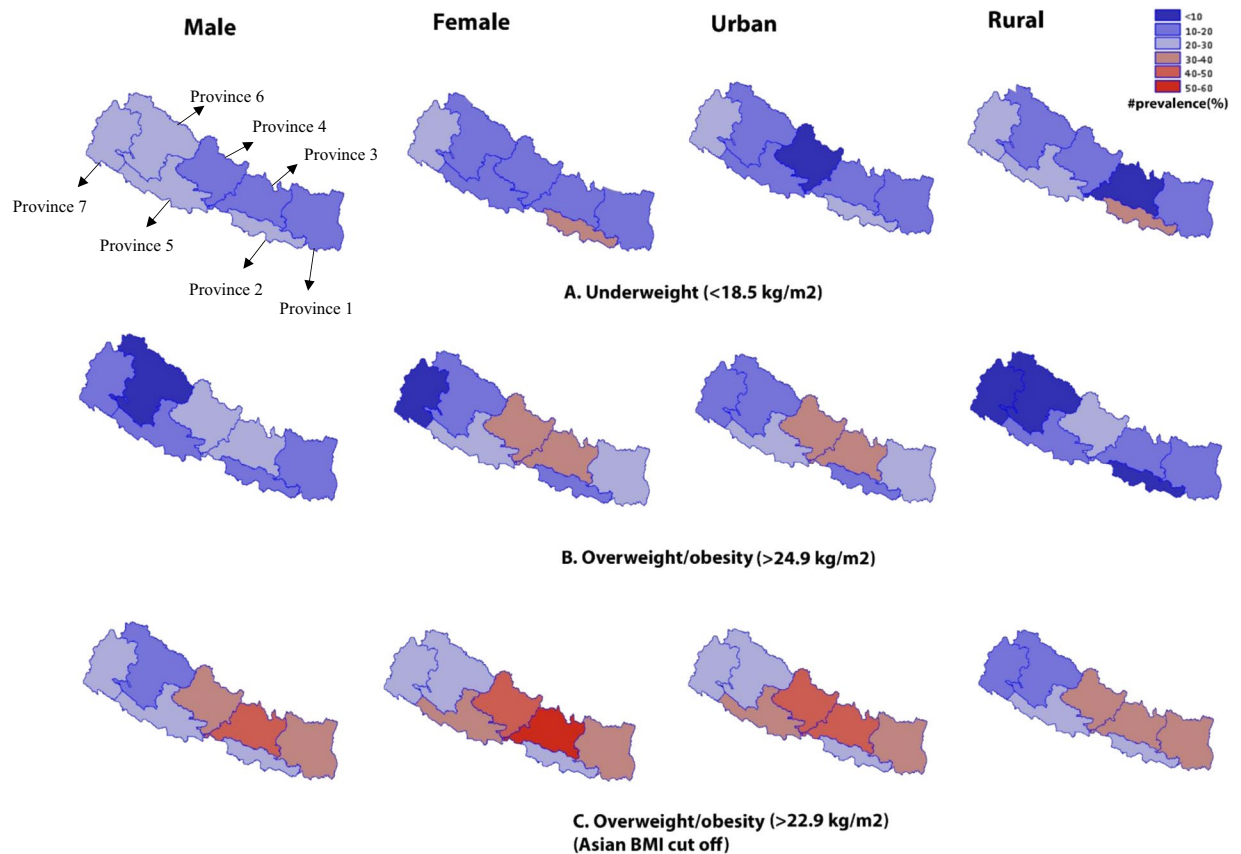 Male
Female
Urban
Rural
<10
10-20
20-30
30-40
40-50
50-60
#prevalence(%)
Province 6
Province 4
Province 3
Province 7
Province 5
Province 2
Province 1
A. Underweight (<18.5 kg/m2)
B. Overweight/obesity (>24.9 kg/m2)
C. Overweight/obesity (>22.9 kg/m2)
(Asian BMI cut off)